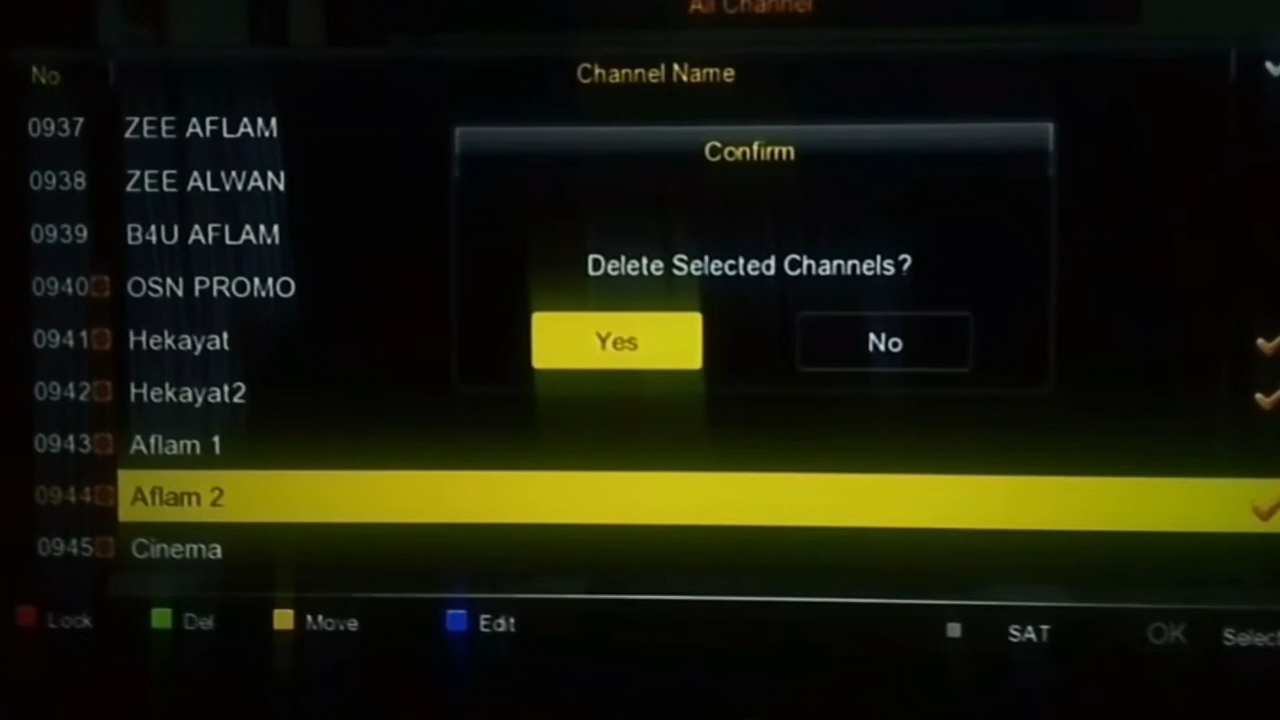 All Channel
No Channel Name
0937 ZEE AFLAM
0938 ZEE ALWAN
0939 B4U AFLAM
0940 OSN PROMO
0941 Hekayat
0942 Hekayat2
0943 Aflam 1
0944 Aflam 2
0945 Cinema
Confirm
Delete Selected Channels?
Yes No
Lock Del Move Edit SAT OK Select